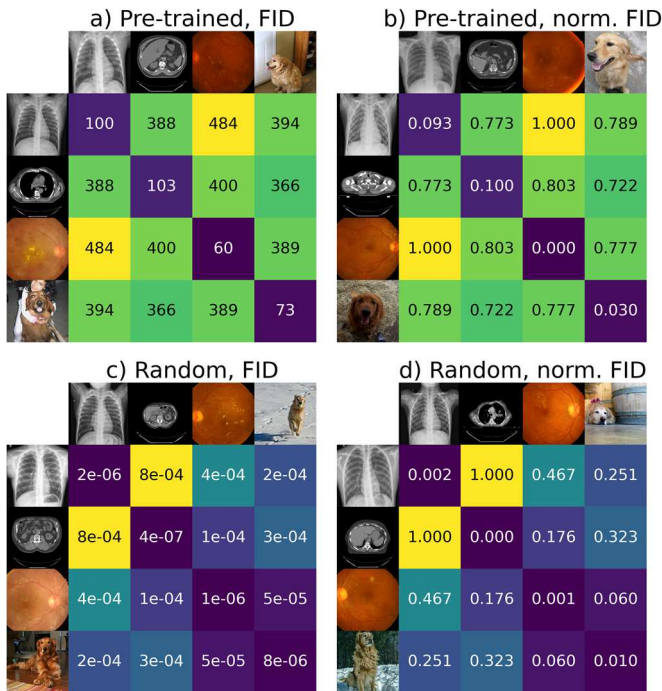 a) Pre-trained, FID
100 388 484 394
388 103 400 366
484 400 60 389
394 366 389 73
b) Pre-trained, norm. FID
0.093 0.773 1.000 0.789
0.773 0.100 0.803 0.722
1.000 0.803 0.000 0.777
0.789 0.722 0.777 0.030
c) Random, FID
2e-06 8e-04 4e-04 2e-04
8e-04 4e-07 1e-04 3e-04
4e-04 1e-04 1e-06 5e-05
2e-04 3e-04 5e-05 8e-06
d) Random, norm. FID
0.002 1.000 0.467 0.251
1.000 0.000 0.176 0.323
0.467 0.176 0.001 0.060
0.251 0.323 0.060 0.010